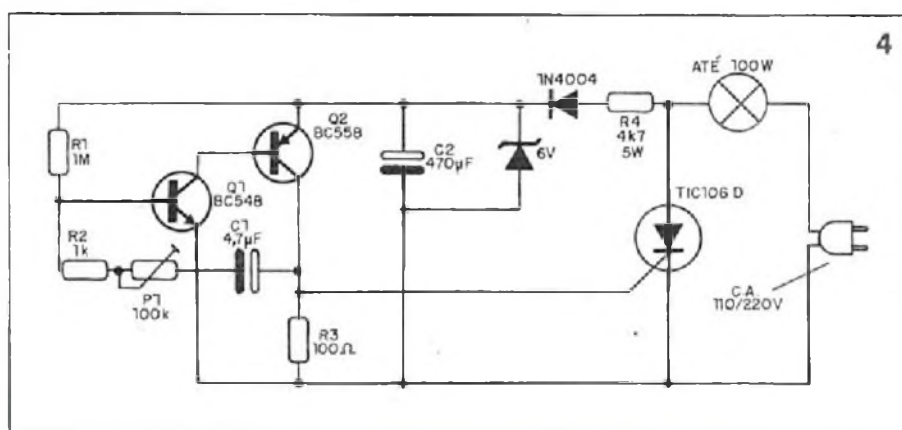 4
ATÉ 100W
1N4004
R4
4k7
5W
Q2
BC558
R1
1M
C2
470µF
6V
Q1
BC548
TIC106 D
C1
4,7µF
R2
1k
P1
100k
C.A.
110/220V
R3
100Ω